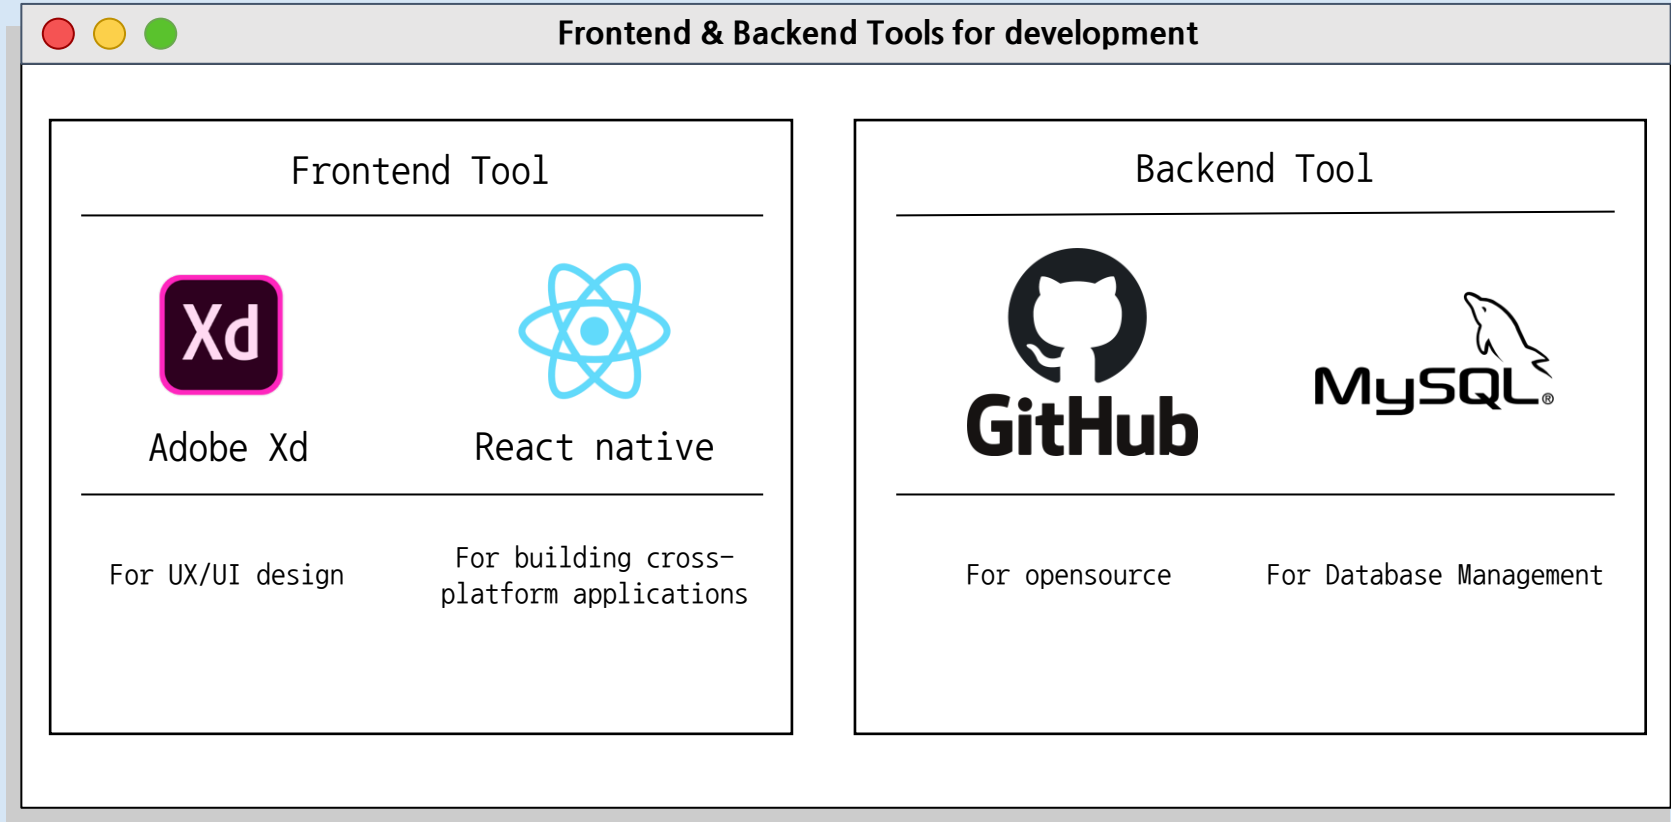 Frontend & Backend Tools for development
Frontend Tool
Xd
Adobe Xd
React native
For UX/UI design
For building cross-
platform applications
Backend Tool
GitHub
MySQL®
For opensource
For Database Management